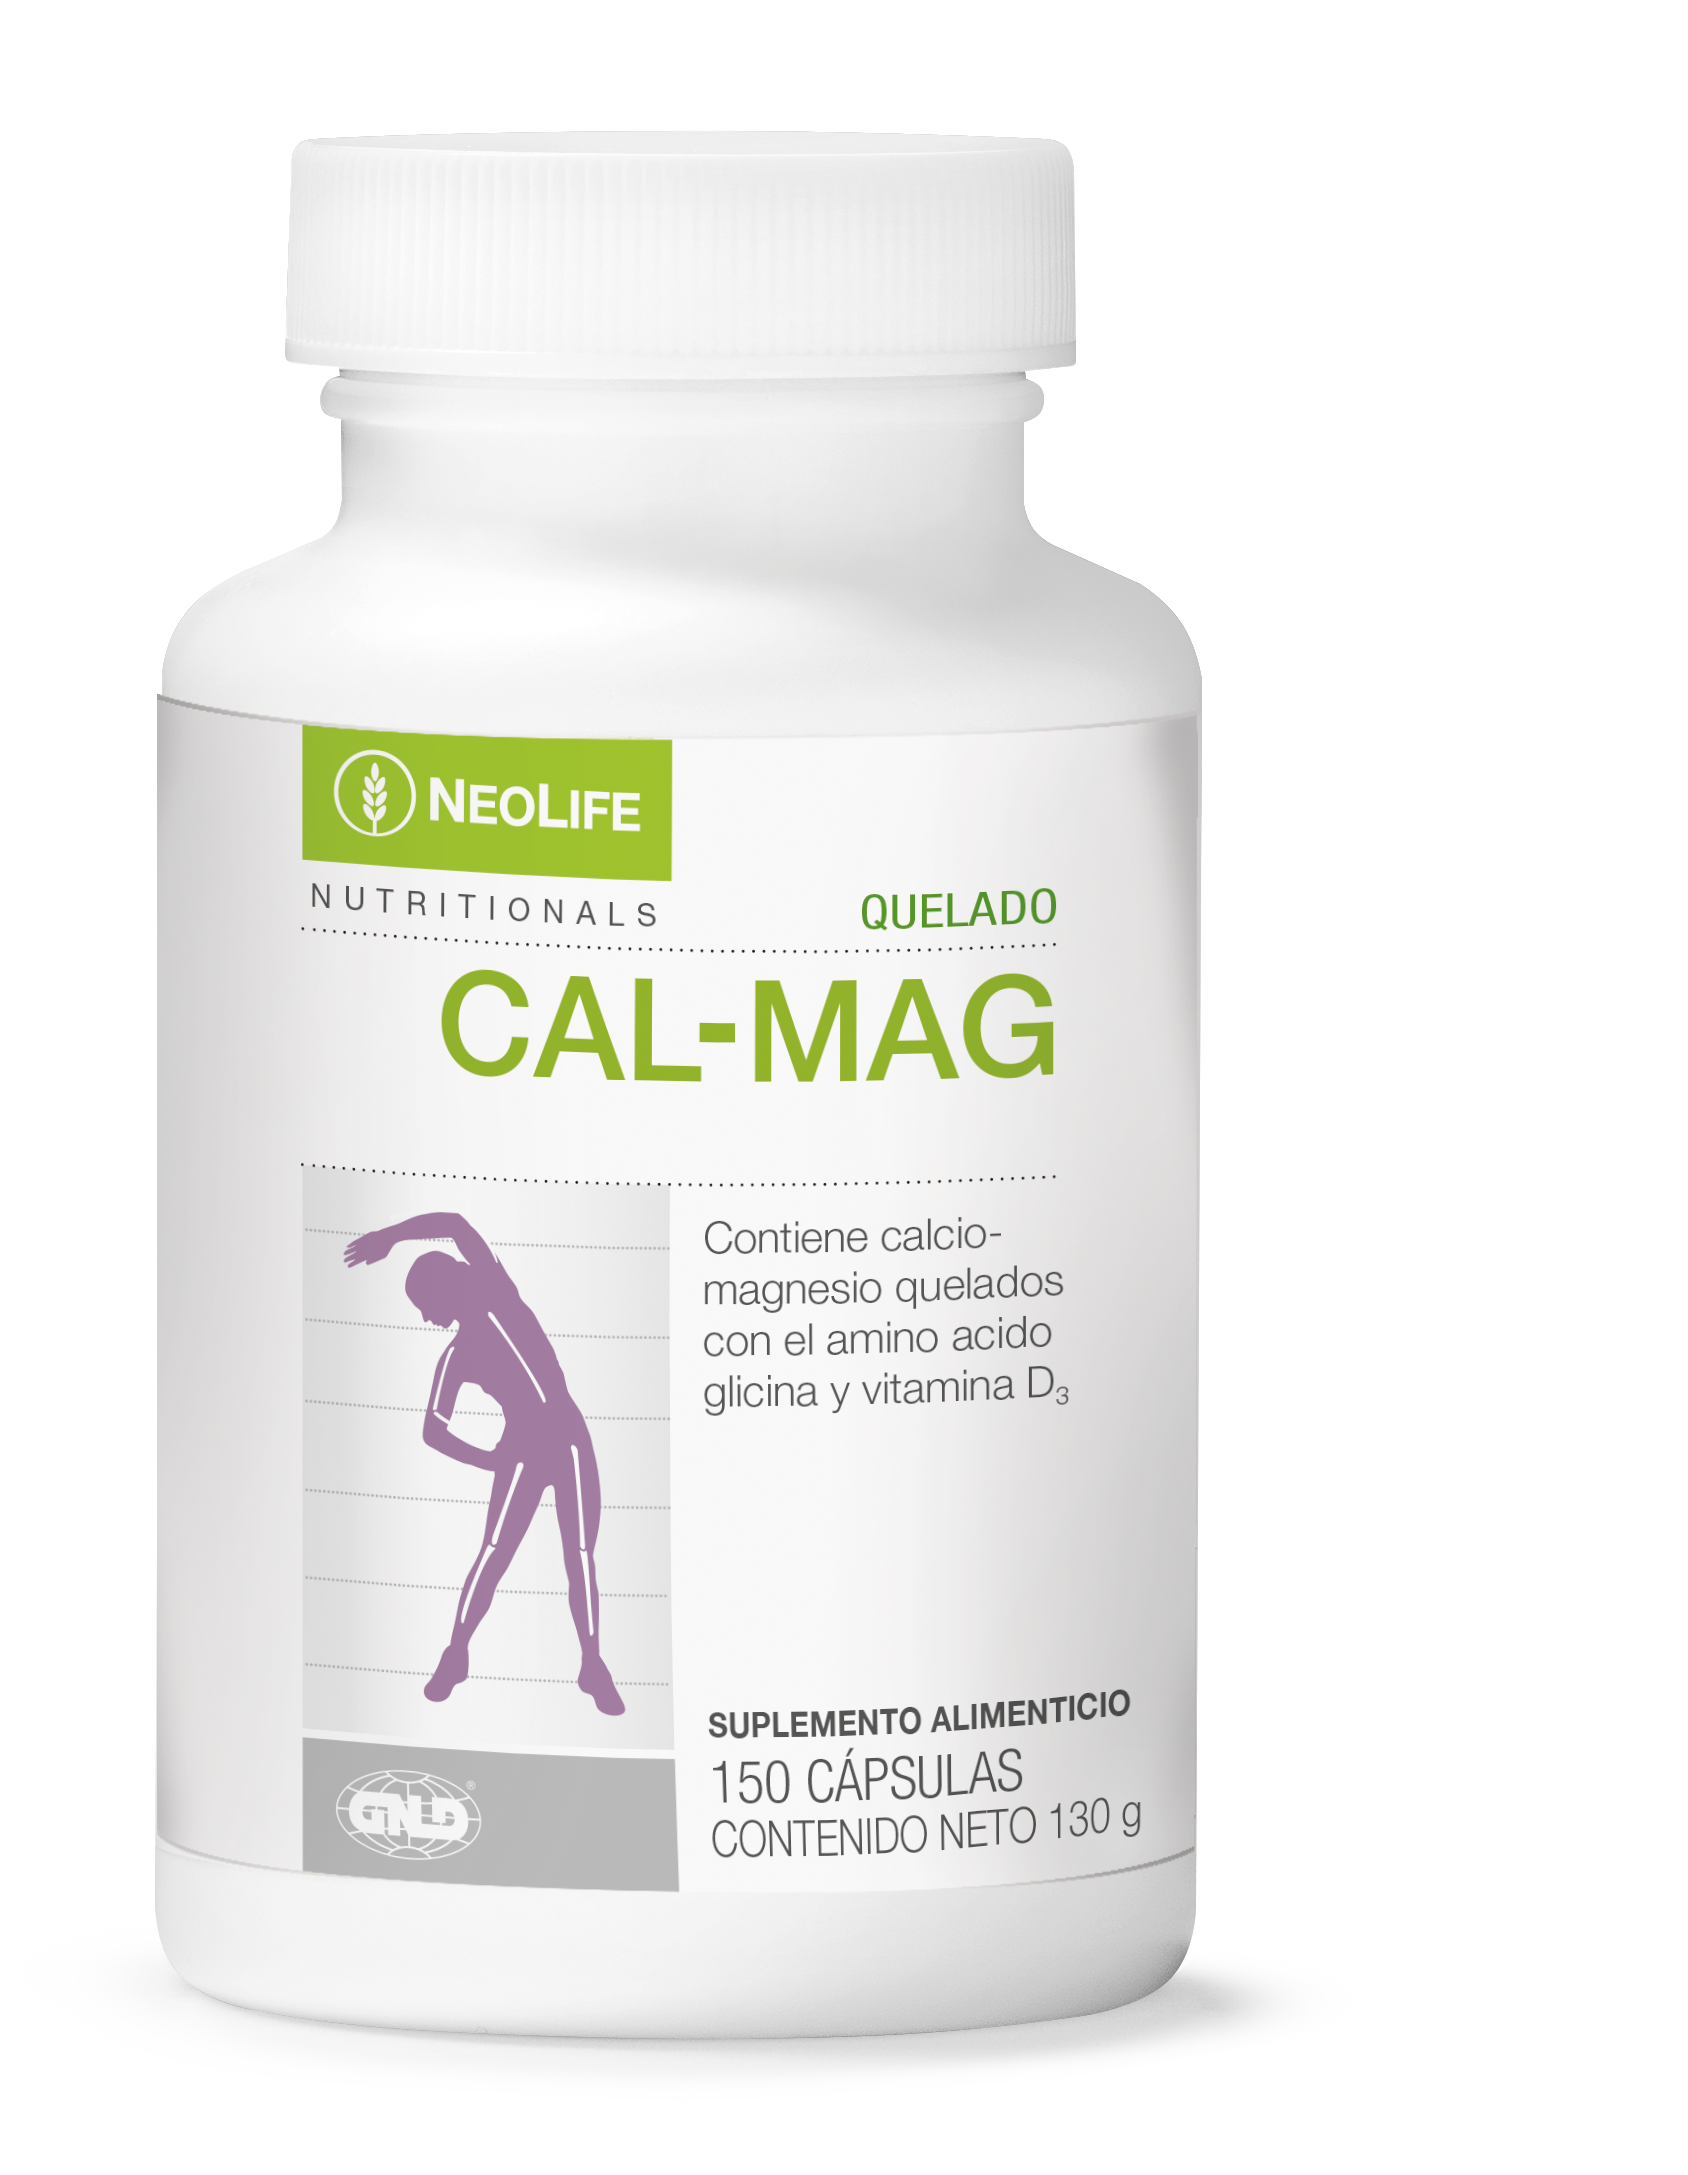 NEOLIFE
NUTRITIONALS
QUELADO
CAL-MAG
Contiene calcio-
magnesio quelados
con el amino acido
glicina y vitamina D₃
SUPLEMENTO ALIMENTICIO
150 CÁPSULAS
CONTENIDO NETO 130 g
GNLD®